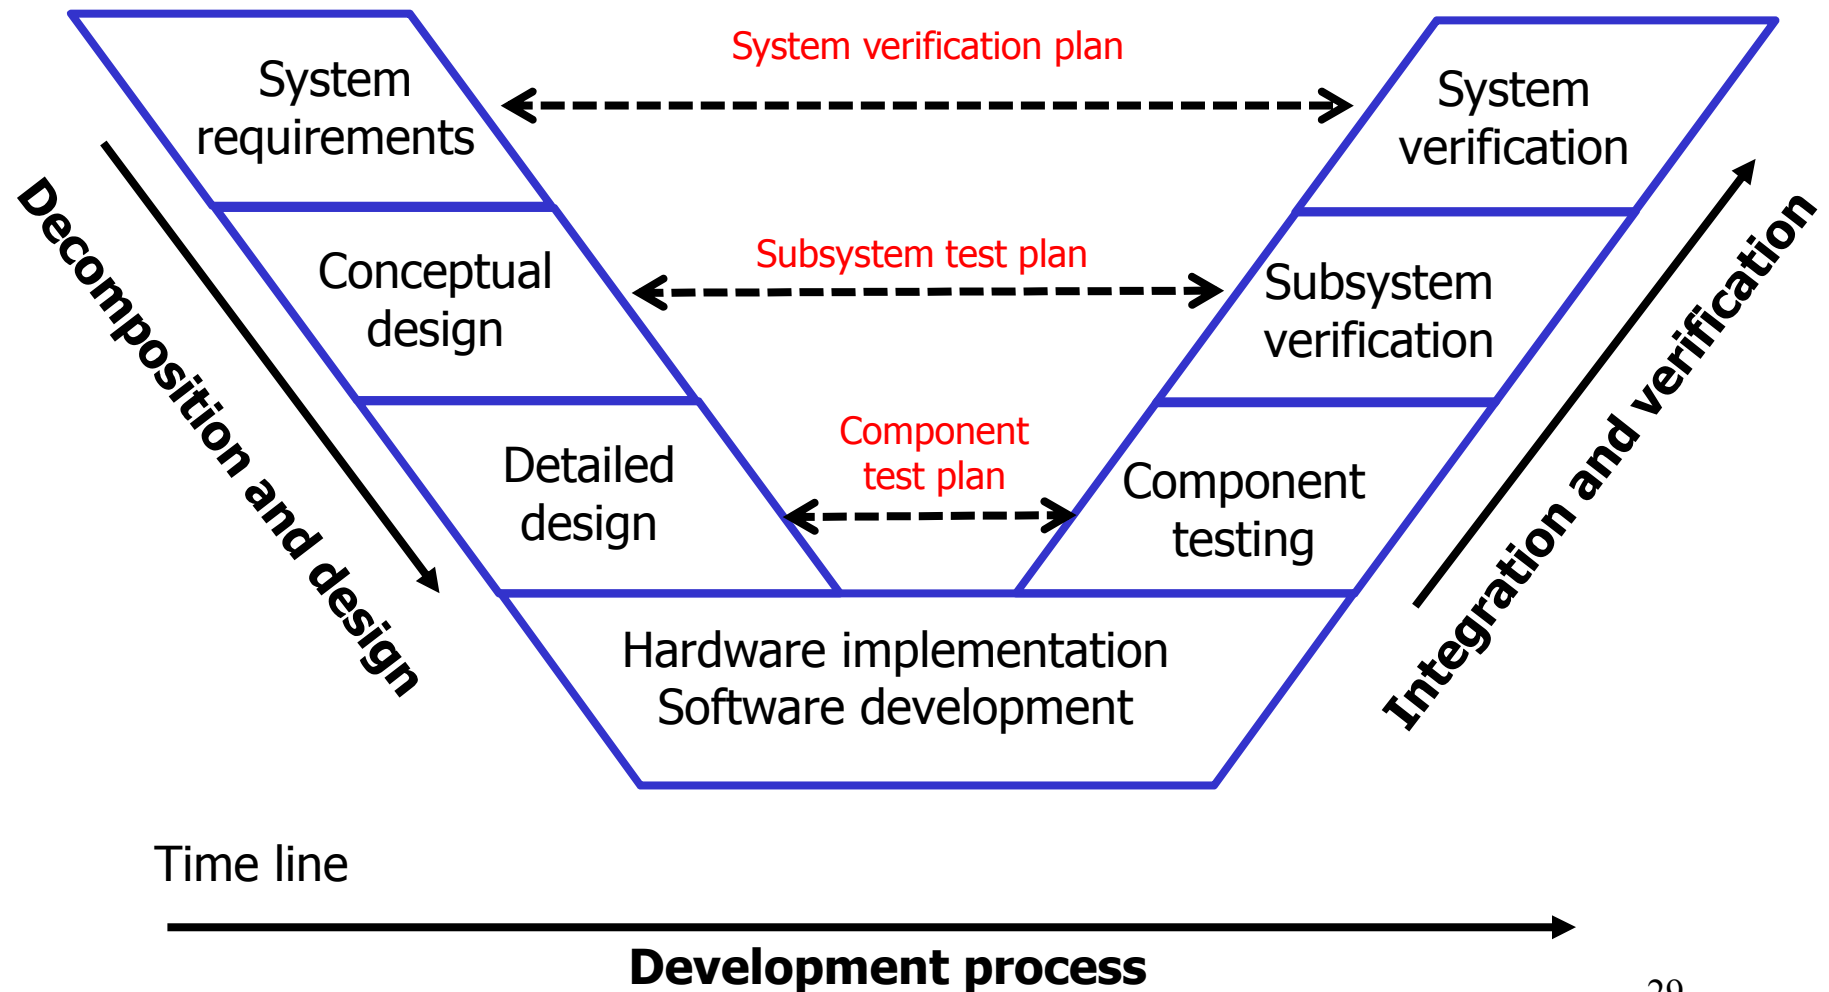 System verification plan
System
requirements
System
verification
Decomposition and design
Subsystem test plan
Conceptual
design
Subsystem
verification
Integration and verification
Component
test plan
Detailed
design
Component
testing
Hardware implementation
Software development
Time line
Development process
29